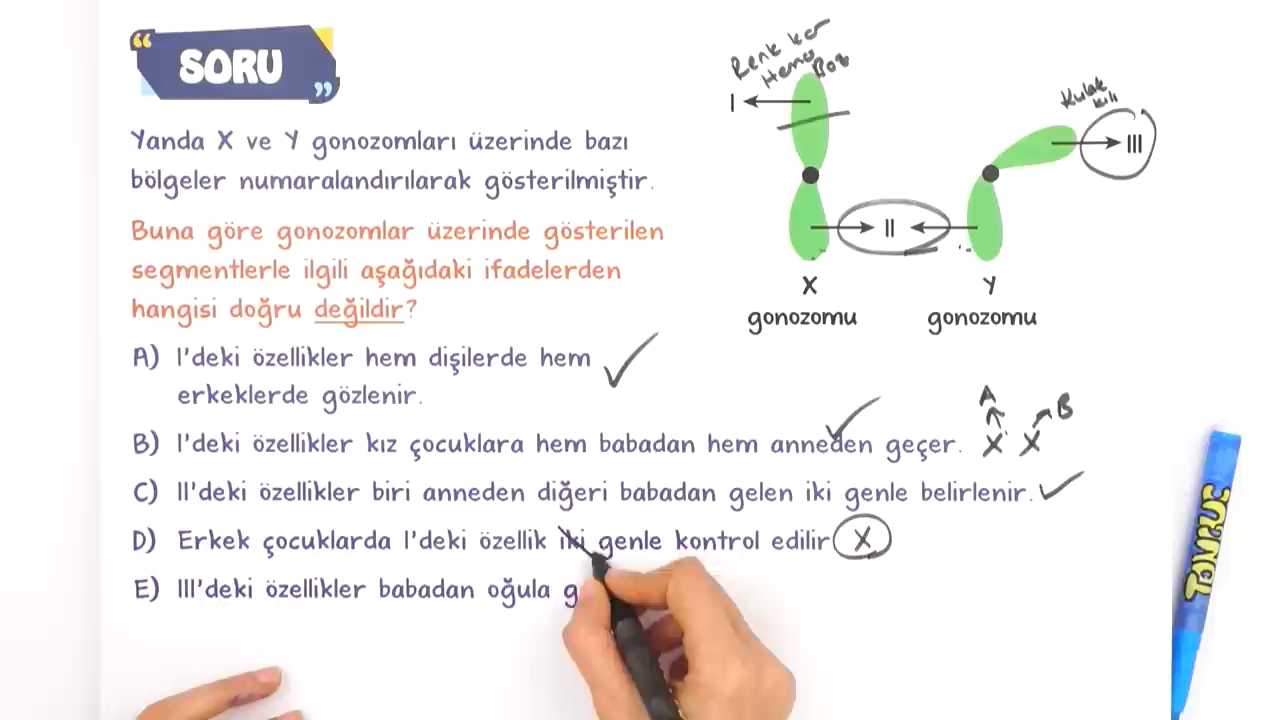 “
SORU
”
Yanda X ve Y gonozomları üzerinde bazı
bölgeler numaralandırılarak gösterilmiştir.
Buna göre gonozomlar üzerinde gösterilen
segmentlerle ilgili aşağıdaki ifadelerden
hangisi doğru değildir?
A) I'deki özellikler hem dişilerde hem
erkeklerde gözlenir.
B) I'deki özellikler kız çocuklara hem babadan hem anneden geçer.
C) II'deki özellikler biri anneden diğeri babadan gelen iki genle belirlenir.
D) Erkek çocuklarda I'deki özellik iki genle kontrol edilir
X
E) III'deki özellikler babadan oğula g
Renk kör
Hemo
I
Kulak
kılı
III
II
X
gonozomu
Y
gonozomu
A
B
X X
TOMBUL